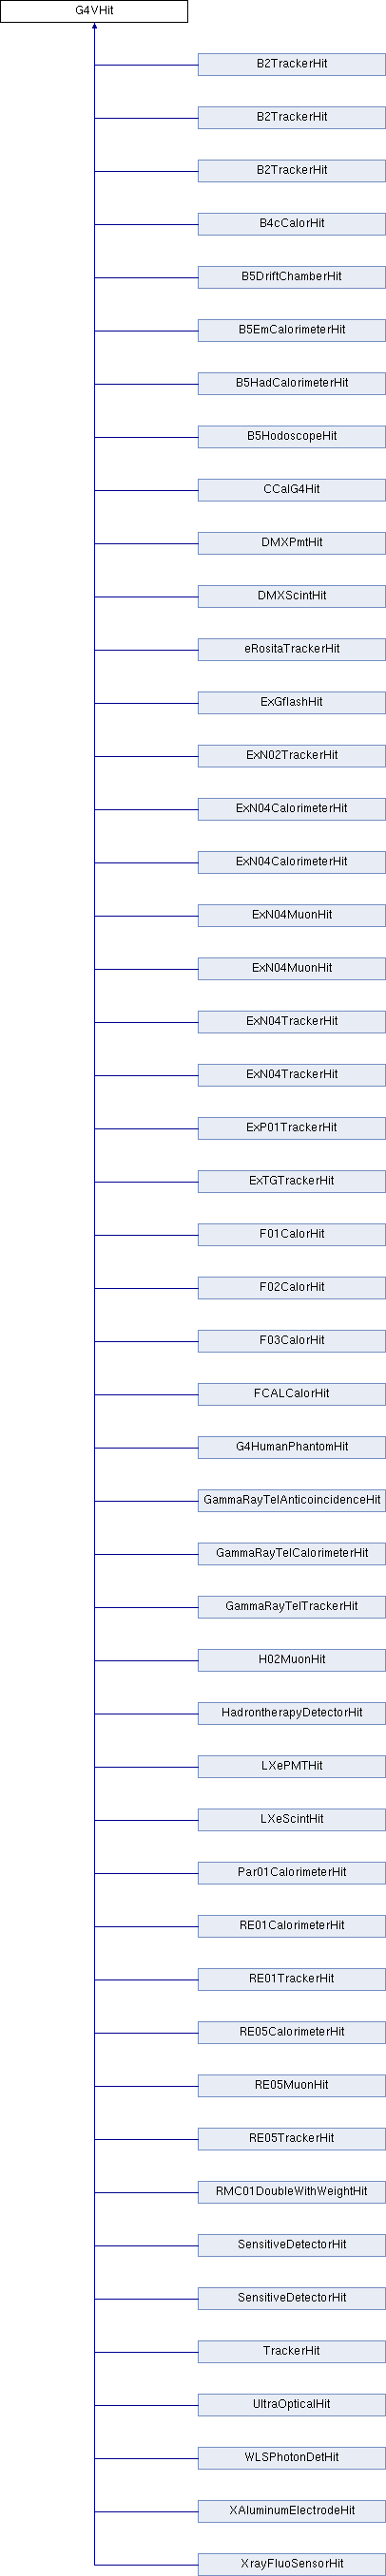 G4VHit
B2TrackerHit
B2TrackerHit
B2TrackerHit
B4cCalorHit
B5DriftChamberHit
B5EmCalorimeterHit
B5HadCalorimeterHit
B5HodoscopeHit
CCalG4Hit
DMXPmtHit
DMXScintHit
eRositaTrackerHit
ExGflashHit
ExN02TrackerHit
ExN04CalorimeterHit
ExN04CalorimeterHit
ExN04MuonHit
ExN04MuonHit
ExN04TrackerHit
ExN04TrackerHit
ExP01TrackerHit
ExTGTrackerHit
F01CalorHit
F02CalorHit
F03CalorHit
FCALCalorHit
G4HumanPhantomHit
GammaRayTelAnticoincidenceHit
GammaRayTelCalorimeterHit
GammaRayTelTrackerHit
H02MuonHit
HadrontherapyDetectorHit
LXePMTHit
LXeScintHit
Par01CalorimeterHit
RE01CalorimeterHit
RE01TrackerHit
RE05CalorimeterHit
RE05MuonHit
RE05TrackerHit
RMC01DoubleWithWeightHit
SensitiveDetectorHit
SensitiveDetectorHit
TrackerHit
UltraOpticalHit
WLSPhotonDetHit
XAluminumElectrodeHit
XrayFluoSensorHit